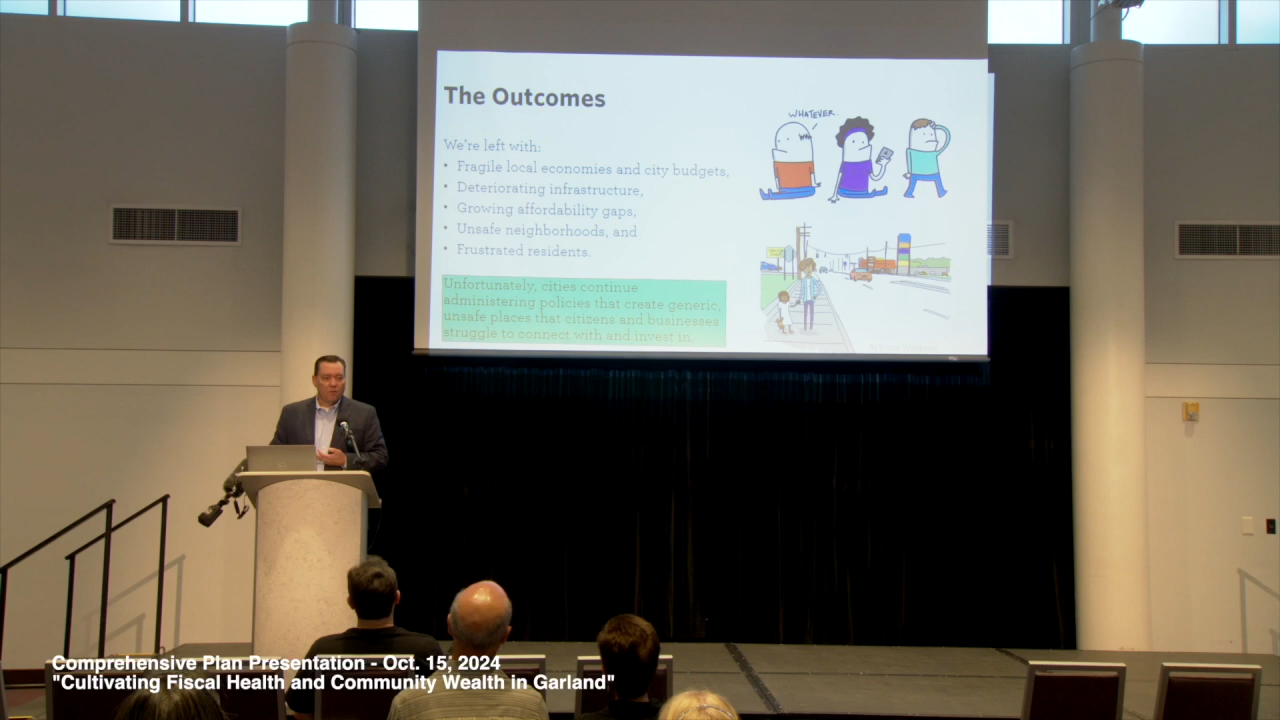 The Outcomes
WHATEVER.
We're left with:
• Fragile local economies and city budgets,
• Deteriorating infrastructure,
• Growing affordability gaps,
• Unsafe neighborhoods, and
• Frustrated residents.
Unfortunately, cities continue
administering policies that create generic,
unsafe places that citizens and businesses
struggle to connect with and invest in.
Comprehensive Plan Presentation - Oct. 15, 2024
"Cultivating Fiscal Health and Community Wealth in Garland"